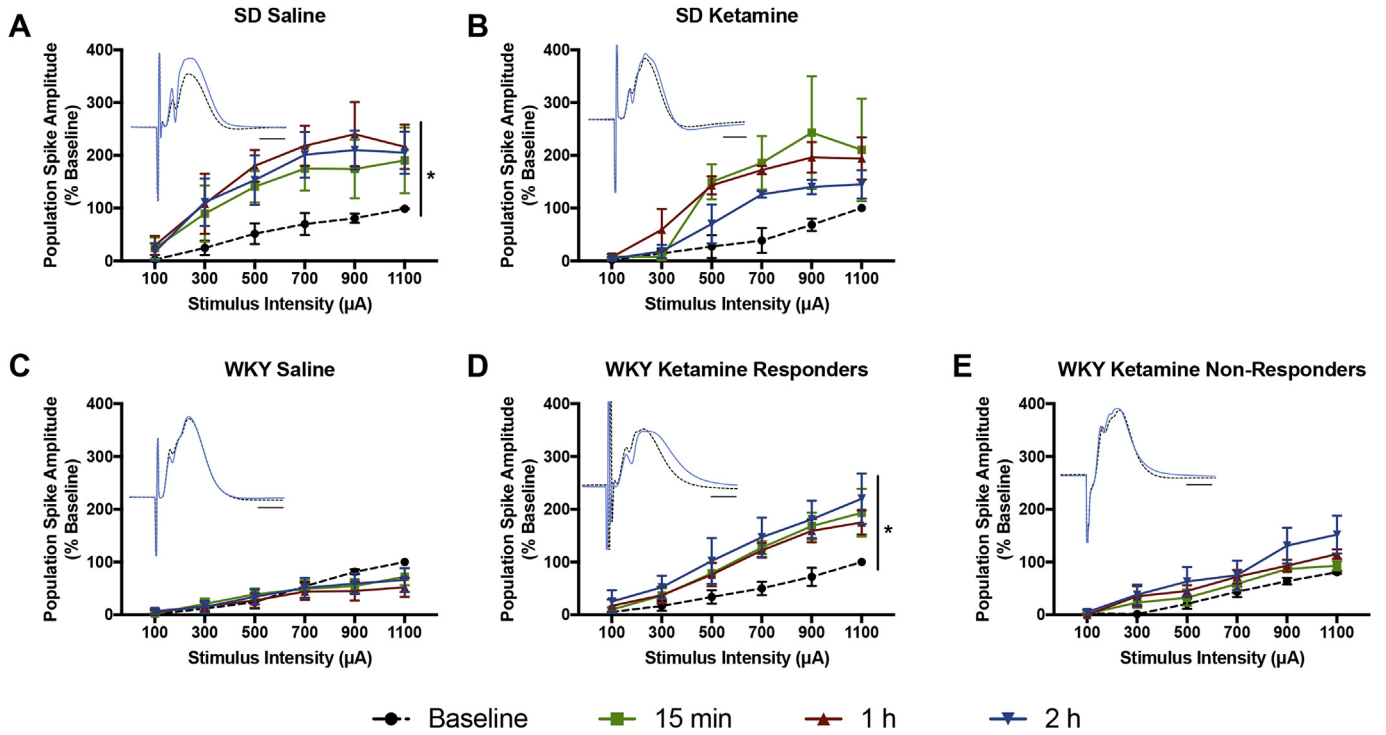 A
SD Saline
Population Spike Amplitude
(% Baseline)
400
300
200
100
0
*
100 300 500 700 900 1100
Stimulus Intensity (µA)
B
SD Ketamine
Population Spike Amplitude
(% Baseline)
400
300
200
100
0
100 300 500 700 900 1100
Stimulus Intensity (µA)
C
WKY Saline
Population Spike Amplitude
(% Baseline)
400
300
200
100
0
100 300 500 700 900 1100
Stimulus Intensity (µA)
D
WKY Ketamine Responders
Population Spike Amplitude
(% Baseline)
400
300
200
100
0
*
100 300 500 700 900 1100
Stimulus Intensity (µA)
E
WKY Ketamine Non-Responders
Population Spike Amplitude
(% Baseline)
400
300
200
100
0
100 300 500 700 900 1100
Stimulus Intensity (µA)
Baseline 15 min 1 h 2 h